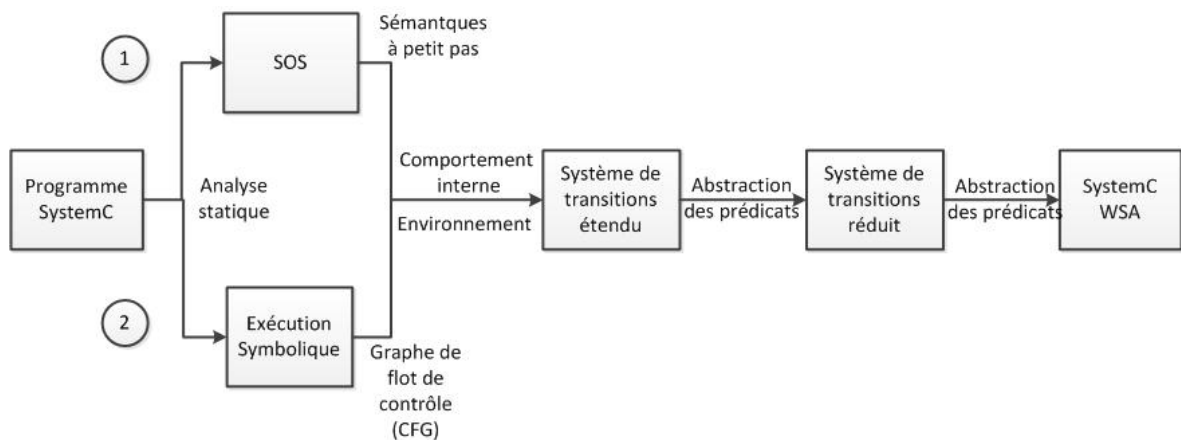 1
SOS
Sémantques
à petit pas
Programme
SystemC
Analyse
statique
Comportement
interne
Environnement
Système de
transitions
étendu
Abstraction
des prédicats
Système de
transitions
réduit
Abstraction
des prédicats
SystemC
WSA
2
Exécution
Symbolique
Graphe de
flot de
contrôle
(CFG)